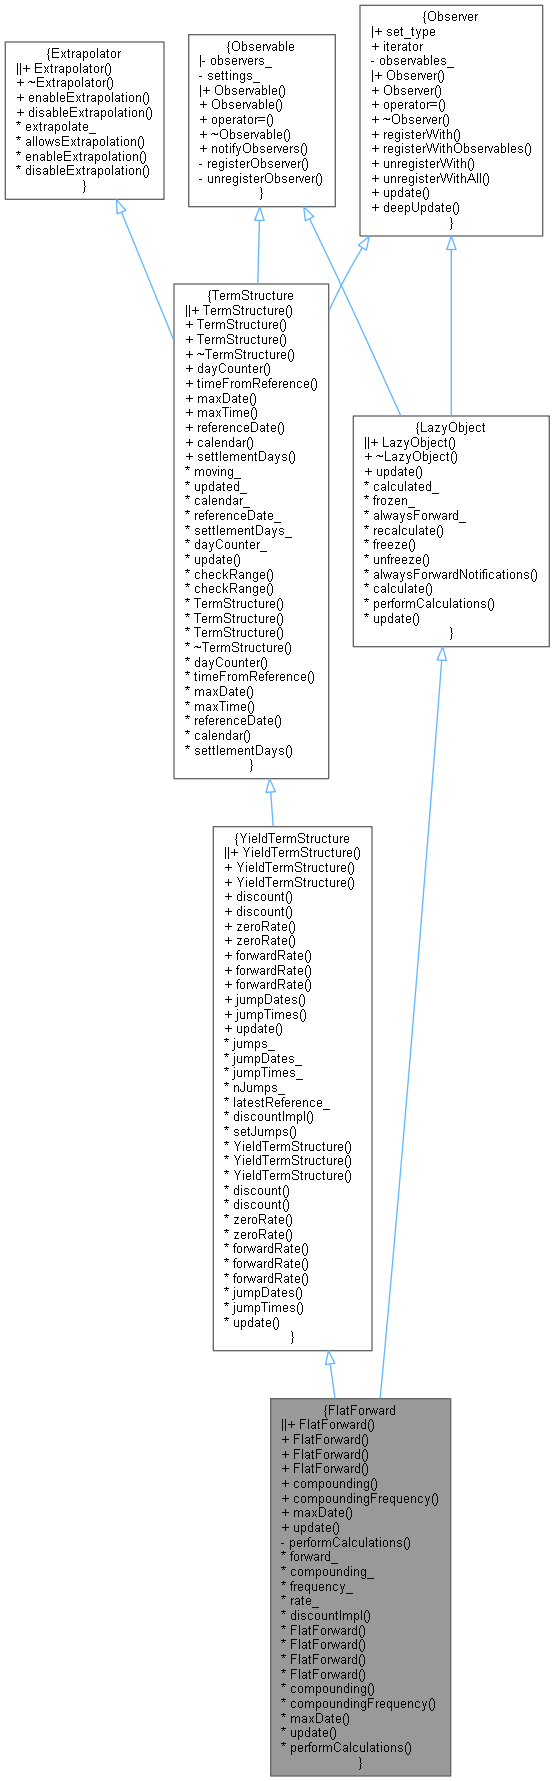 {Extrapolator
||+ Extrapolator()
+ ~Extrapolator()
+ enableExtrapolation()
+ disableExtrapolation()
* extrapolate_
* allowsExtrapolation()
* enableExtrapolation()
* disableExtrapolation()
}
{Observable
|- observers_
- settings_
|+ Observable()
+ Observable()
+ operator=()
+ ~Observable()
+ notifyObservers()
- registerObserver()
- unregisterObserver()
}
{Observer
|+ set_type
+ iterator
- observables_
|+ Observer()
+ Observer()
+ operator=()
+ ~Observer()
+ registerWith()
+ registerWithObservables()
+ unregisterWith()
+ unregisterWithAll()
+ update()
+ deepUpdate()
}
{TermStructure
||+ TermStructure()
+ TermStructure()
+ TermStructure()
+ ~TermStructure()
+ dayCounter()
+ timeFromReference()
+ maxDate()
+ maxTime()
+ referenceDate()
+ calendar()
+ settlementDays()
* moving_
* updated_
* calendar_
* referenceDate_
* settlementDays_
* dayCounter_
* update()
* checkRange()
* checkRange()
* TermStructure()
* TermStructure()
* TermStructure()
* ~TermStructure()
* dayCounter()
* timeFromReference()
* maxDate()
* maxTime()
* referenceDate()
* calendar()
* settlementDays()
}
{LazyObject
||+ LazyObject()
+ ~LazyObject()
+ update()
* calculated_
* frozen_
* alwaysForward_
* recalculate()
* freeze()
* unfreeze()
* alwaysForwardNotifications()
* calculate()
* performCalculations()
* update()
}
{YieldTermStructure
||+ YieldTermStructure()
+ YieldTermStructure()
+ YieldTermStructure()
+ discount()
+ discount()
+ zeroRate()
+ zeroRate()
+ forwardRate()
+ forwardRate()
+ forwardRate()
+ jumpDates()
+ jumpTimes()
+ update()
* jumps_
* jumpDates_
* jumpTimes_
* nJumps_
* latestReference_
* discountImpl()
* setJumps()
* YieldTermStructure()
* YieldTermStructure()
* YieldTermStructure()
* discount()
* discount()
* zeroRate()
* zeroRate()
* forwardRate()
* forwardRate()
* forwardRate()
* jumpDates()
* jumpTimes()
* update()
}
{FlatForward
||+ FlatForward()
+ FlatForward()
+ FlatForward()
+ FlatForward()
+ compounding()
+ compoundingFrequency()
+ maxDate()
+ update()
- performCalculations()
* forward_
* compounding_
* frequency_
* rate_
* discountImpl()
* FlatForward()
* FlatForward()
* FlatForward()
* FlatForward()
* compounding()
* compoundingFrequency()
* maxDate()
* update()
* performCalculations()
}